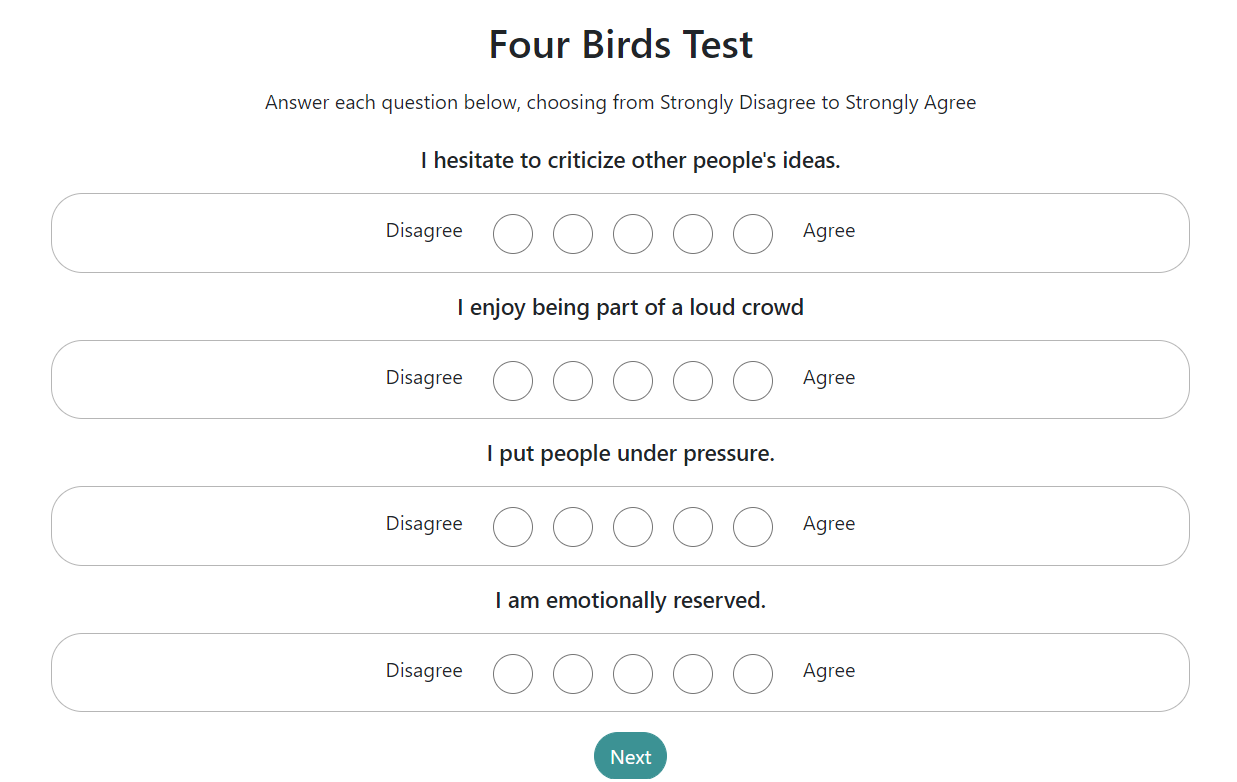 Four Birds Test
Answer each question below, choosing from Strongly Disagree to Strongly Agree
I hesitate to criticize other people's ideas.
Disagree Agree
I enjoy being part of a loud crowd
Disagree Agree
I put people under pressure.
Disagree Agree
I am emotionally reserved.
Disagree Agree
Next